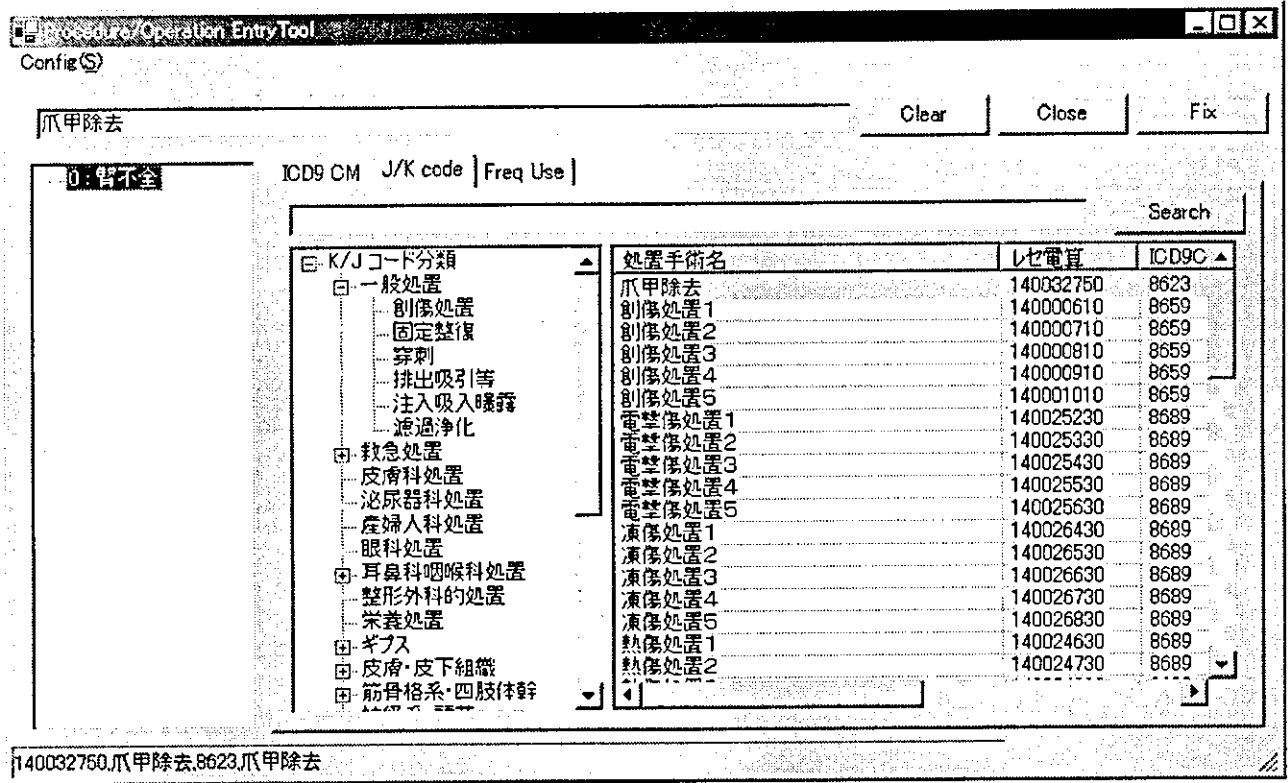 Procedure/Operation EntryTool
Config(S)
爪甲除去
Clear
Close
Fix
0:腎不全
ICD9 CM
J/K code
Freq Use
Search
K/Jコード分類
一般処置
創傷処置
固定整復
穿刺
排出吸引等
注入吸入曝露
濾過浄化
救急処置
皮膚科処置
泌尿器科処置
産婦人科処置
眼科処置
耳鼻科咽喉科処置
整形外科的処置
栄養処置
ギプス
皮膚・皮下組織
筋骨格系・四肢体幹
処置手術名 レセ電算 ICD9C
爪甲除去 140032750 8623
創傷処置1 140000610 8659
創傷処置2 140000710 8659
創傷処置3 140000810 8659
創傷処置4 140000910 8659
創傷処置5 140001010 8659
電撃傷処置1 140025230 8689
電撃傷処置2 140025330 8689
電撃傷処置3 140025430 8689
電撃傷処置4 140025530 8689
電撃傷処置5 140025630 8689
凍傷処置1 140026430 8689
凍傷処置2 140026530 8689
凍傷処置3 140026630 8689
凍傷処置4 140026730 8689
凍傷処置5 140026830 8689
熱傷処置1 140024630 8689
熱傷処置2 140024730 8689
140032750,爪甲除去,8623,爪甲除去